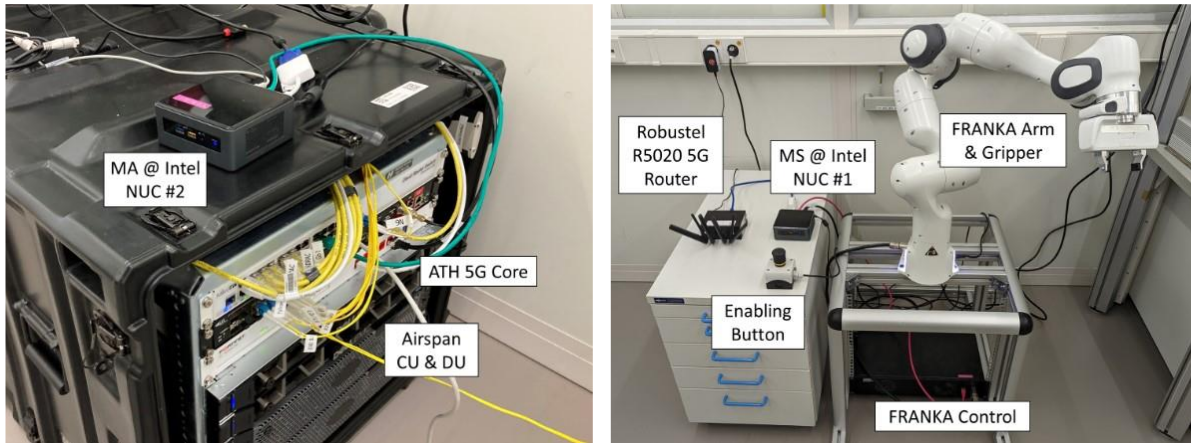 MA @ Intel
NUC #2
ATH 5G Core
Airspan
CU & DU
Robustel
R5020 5G
Router
MS @ Intel
NUC #1
FRANKA Arm
& Gripper
Enabling
Button
FRANKA Control